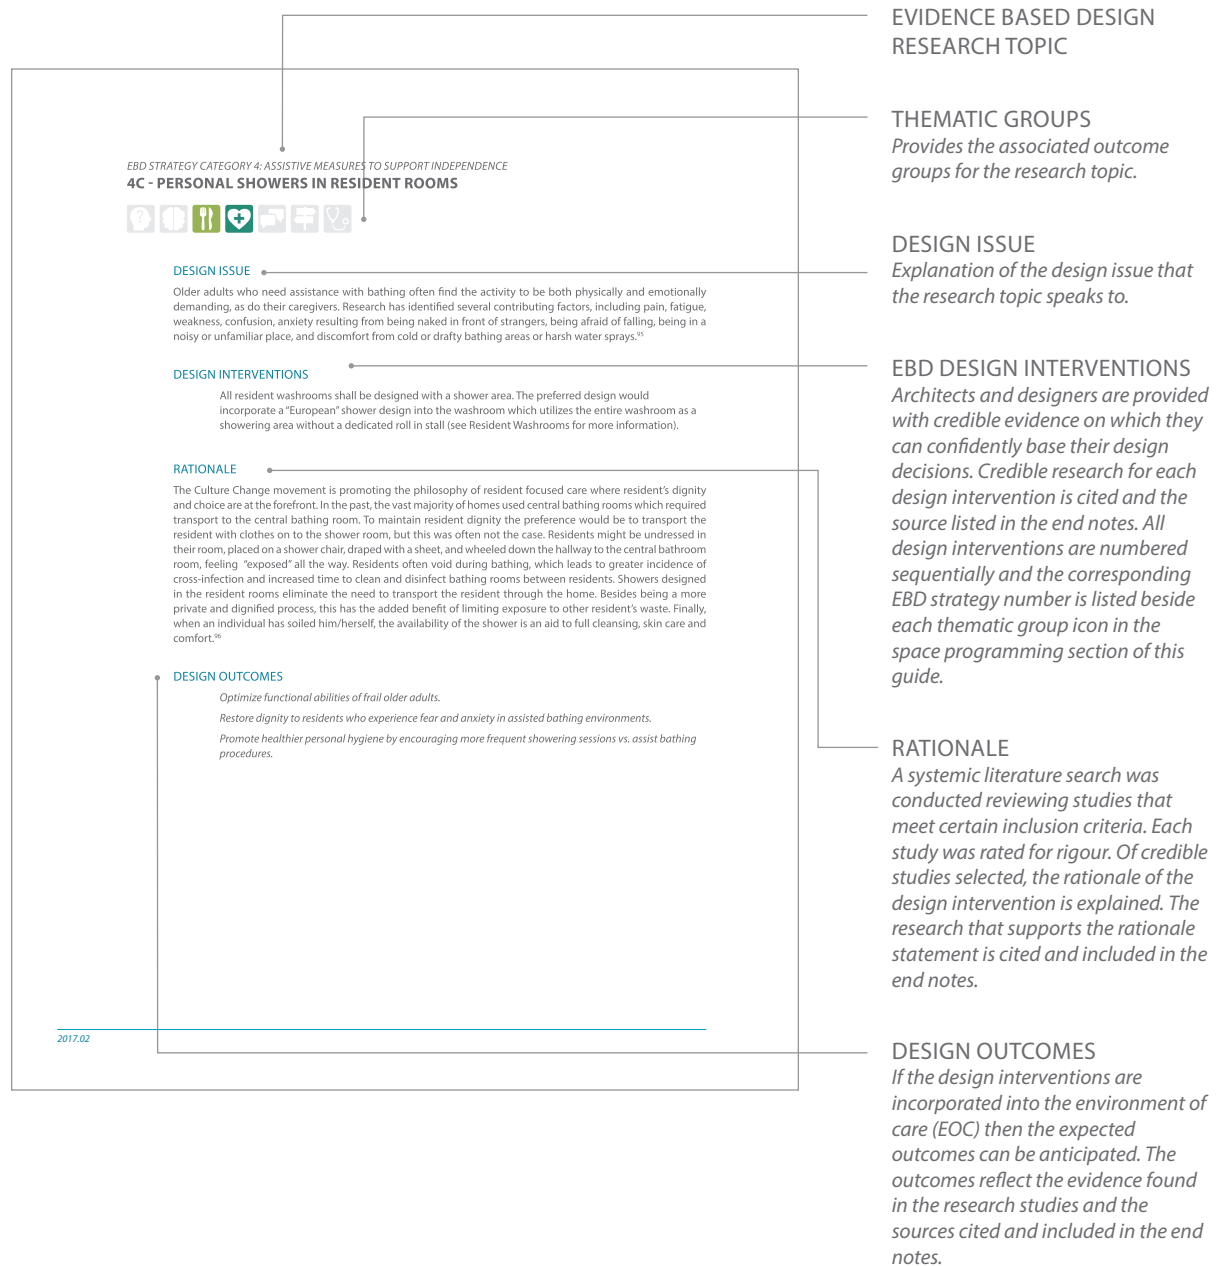 EVIDENCE BASED DESIGN
RESEARCH TOPIC
THEMATIC GROUPS
Provides the associated outcome
groups for the research topic.
DESIGN ISSUE
Explanation of the design issue that
the research topic speaks to.
EBD DESIGN INTERVENTIONS
Architects and designers are provided
with credible evidence on which they
can confidently base their design
decisions. Credible research for each
design intervention is cited and the
source listed in the end notes. All
design interventions are numbered
sequentially and the corresponding
EBD strategy number is listed beside
each thematic group icon in the
space programming section of this
guide.
RATIONALE
A systemic literature search was
conducted reviewing studies that
meet certain inclusion criteria. Each
study was rated for rigour. Of credible
studies selected, the rationale of the
design intervention is explained. The
research that supports the rationale
statement is cited and included in the
end notes.
DESIGN OUTCOMES
If the design interventions are
incorporated into the environment of
care (EOC) then the expected
outcomes can be anticipated. The
outcomes reflect the evidence found
in the research studies and the
sources cited and included in the end
notes.
EBD STRATEGY CATEGORY 4: ASSISTIVE MEASURES TO SUPPORT INDEPENDENCE
4C - PERSONAL SHOWERS IN RESIDENT ROOMS
DESIGN ISSUE
Older adults who need assistance with bathing often find the activity to be both physically and emotionally
demanding, as do their caregivers. Research has identified several contributing factors, including pain, fatigue,
weakness, confusion, anxiety resulting from being naked in front of strangers, being afraid of falling, being in a
noisy or unfamiliar place, and discomfort from cold or drafty bathing areas or harsh water sprays.95
DESIGN INTERVENTIONS
All resident washrooms shall be designed with a shower area. The preferred design would
incorporate a "European" shower design into the washroom which utilizes the entire washroom as a
showering area without a dedicated roll in stall (see Resident Washrooms for more information).
RATIONALE
The Culture Change movement is promoting the philosophy of resident focused care where resident's dignity
and choice are at the forefront. In the past, the vast majority of homes used central bathing rooms which required
transport to the central bathing room. To maintain resident dignity the preference would be to transport the
resident with clothes on to the shower room, but this was often not the case. Residents might be undressed in
their room, placed on a shower chair, draped with a sheet, and wheeled down the hallway to the central bathroom
room, feeling "exposed" all the way. Residents often void during bathing, which leads to greater incidence of
cross-infection and increased time to clean and disinfect bathing rooms between residents. Showers designed
in the resident rooms eliminate the need to transport the resident through the home. Besides being a more
private and dignified process, this has the added benefit of limiting exposure to other resident's waste. Finally,
when an individual has soiled him/herself, the availability of the shower is an aid to full cleansing, skin care and
comfort.96
DESIGN OUTCOMES
Optimize functional abilities of frail older adults.
Restore dignity to residents who experience fear and anxiety in assisted bathing environments.
Promote healthier personal hygiene by encouraging more frequent showering sessions vs. assist bathing
procedures.
2017.02